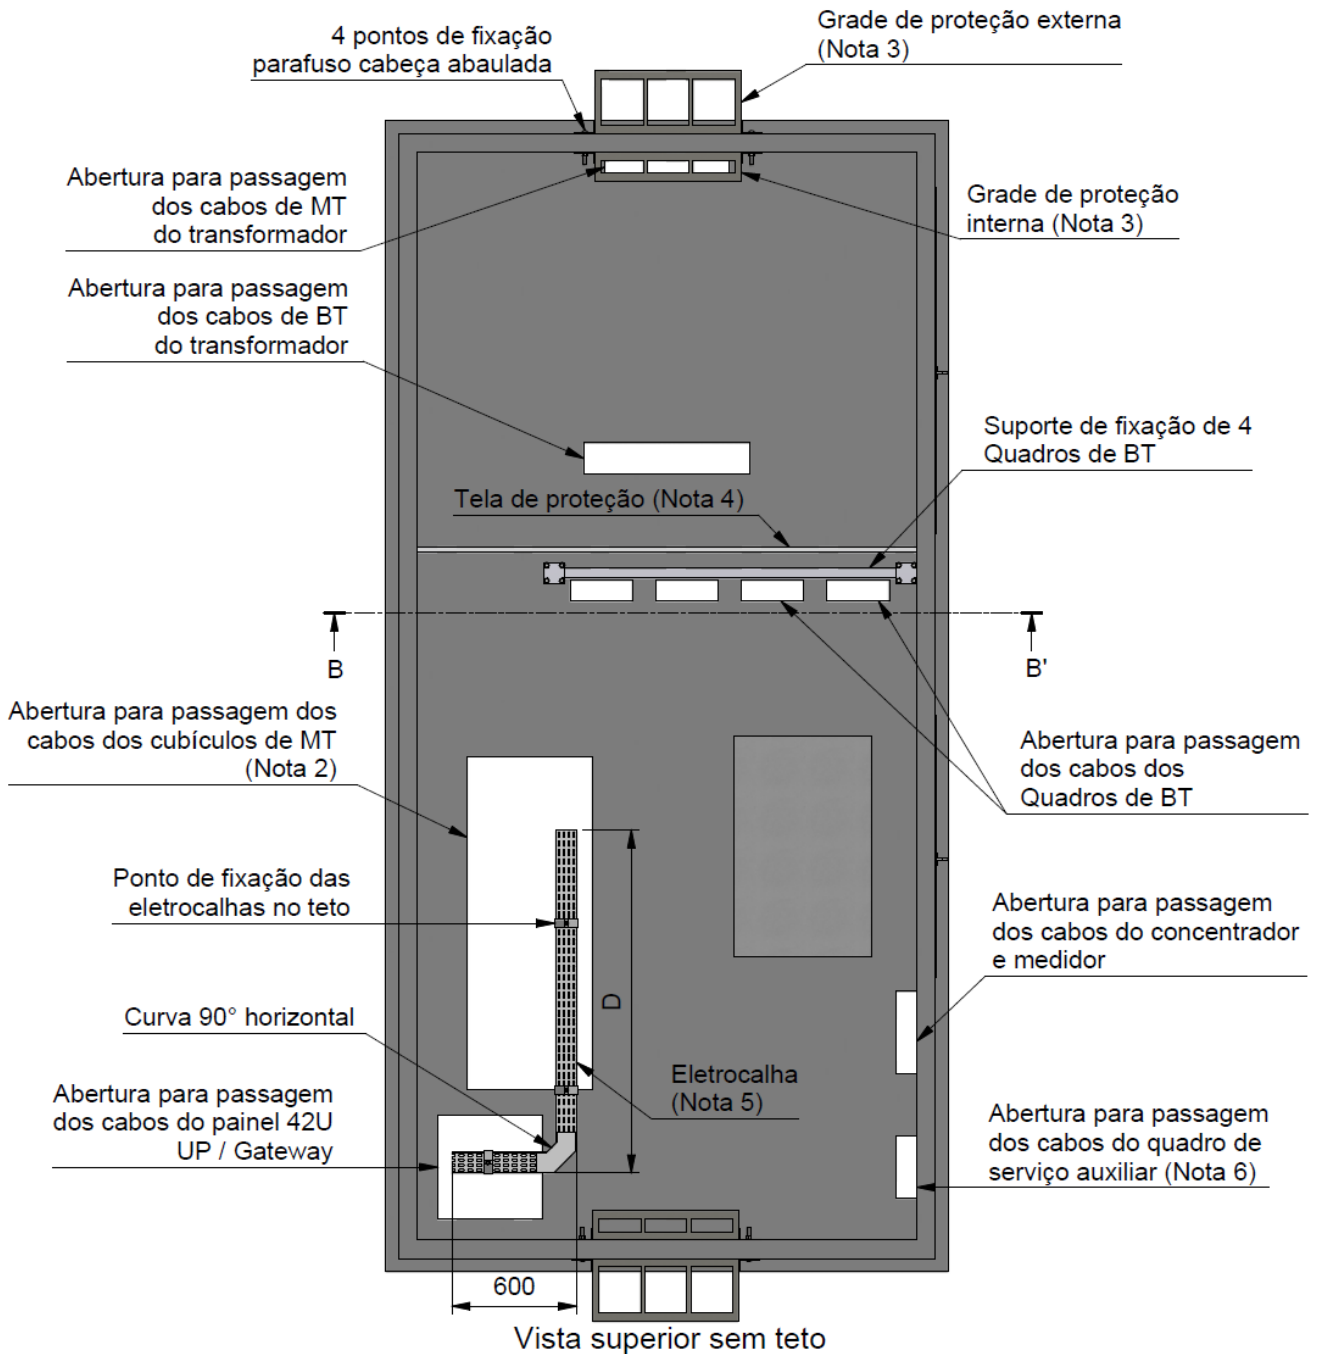 4 pontos de fixação
parafuso cabeça abaulada
Grade de proteção externa
(Nota 3)
Abertura para passagem
dos cabos de MT
do transformador
Grade de proteção
interna (Nota 3)
Abertura para passagem
dos cabos de BT
do transformador
Suporte de fixação de 4
Quadros de BT
Tela de proteção (Nota 4)
B
B'
Abertura para passagem dos
cabos dos cubículos de MT
(Nota 2)
Abertura para passagem
dos cabos dos
Quadros de BT
Ponto de fixação das
eletrocalhas no teto
Abertura para passagem
dos cabos do concentrador
e medidor
D
Curva 90° horizontal
Eletrocalha
(Nota 5)
Abertura para passagem
dos cabos do painel 42U
UP / Gateway
Abertura para passagem
dos cabos do quadro de
serviço auxiliar (Nota 6)
600
Vista superior sem teto